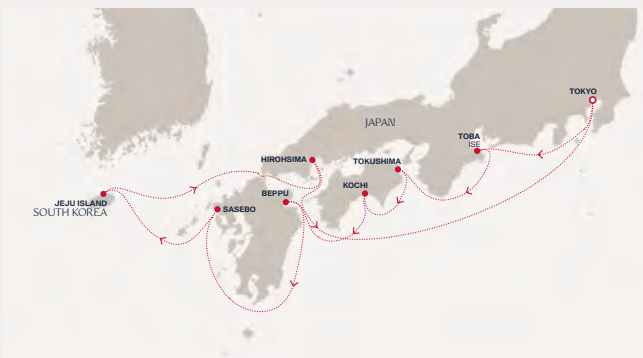 TOKYO
JAPAN
TOBA
ISE
HIROHSIMA
TOKUSHIMA
KOCHI
BEPPU
JEJU ISLAND
SOUTH KOREA
SASEBO